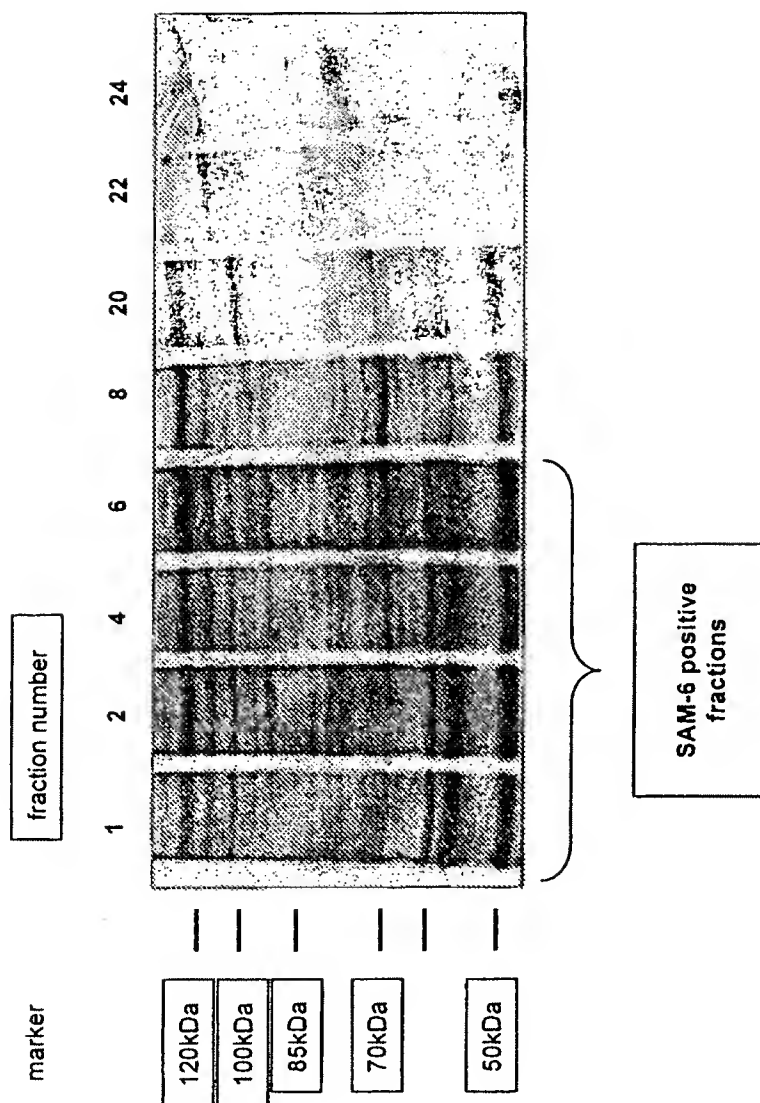 fraction number
1 2 4 6 8 20 22 24
marker
120kDa
100kDa
85kDa
70kDa
50kDa
SAM-6 positive
fractions